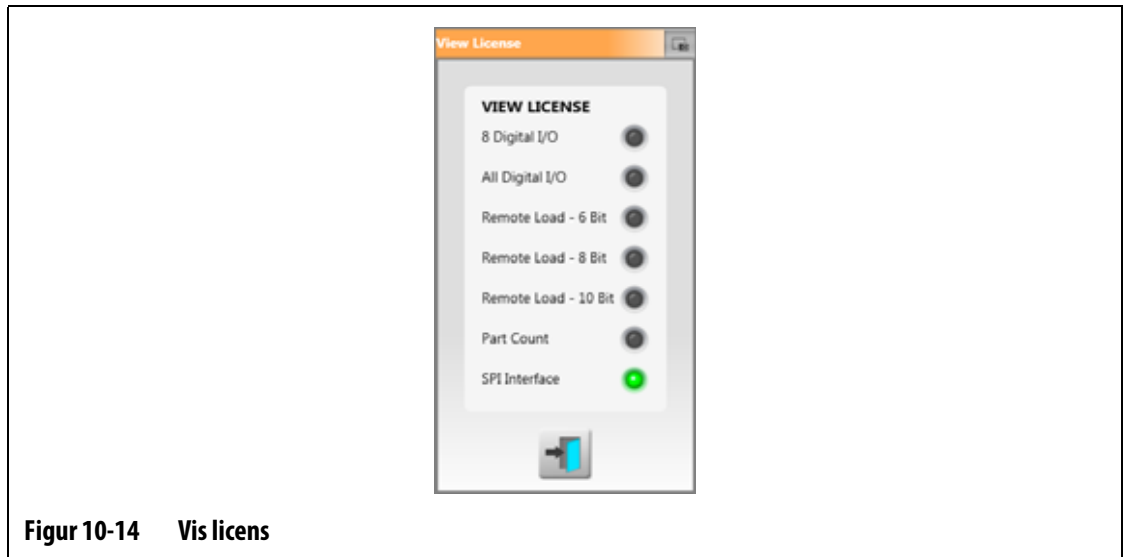 View License
VIEW LICENSE
8 Digital I/O
All Digital I/O
Remote Load - 6 Bit
Remote Load - 8 Bit
Remote Load - 10 Bit
Part Count
SPI Interface
Figur 10-14 Vis licens